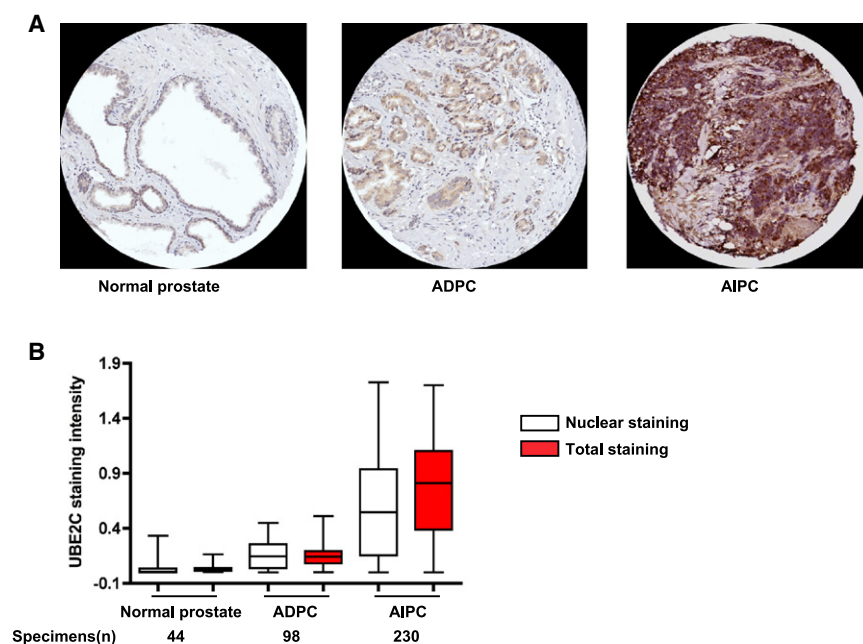 A
Normal prostate ADPC AIPC
B
UBE2C staining intensity
1.9
1.4
0.9
0.4
-0.1
Nuclear staining
Total staining
Normal prostate ADPC AIPC
Specimens(n) 44 98 230